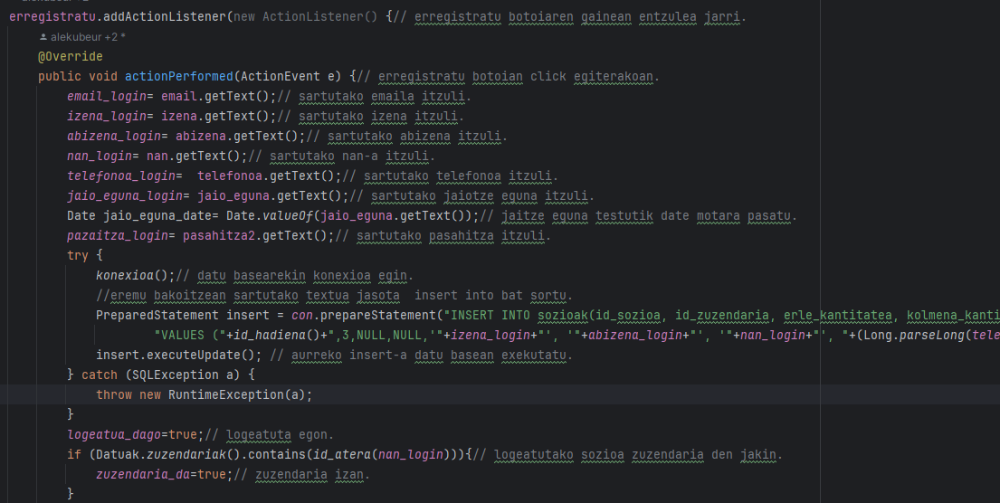 erregistratu.addActionListener(new ActionListener() {// erregistratu botoiaren gainean entzulea jarri.
alekubeur +2 *
@Override
public void actionPerformed(ActionEvent e) {// erregistratu botoian click egiterakoan.
email_login= email.getText();// sartutako emaila itzuli.
izena_login= izena.getText();// sartutako izena itzuli.
abizena_login= abizena.getText();// sartutako abizena itzuli.
nan_login= nan.getText();// sartutako nan-a itzuli.
telefonoa_login=  telefonoa.getText();// sartutako telefonoa itzuli.
jaio_eguna_login= jaio_eguna.getText();// sartutako jaiotze eguna itzuli.
Date jaio_eguna_date= Date.valueOf(jaio_eguna.getText());// jaitze eguna testutik date motara pasatu.
pazaitza_login= pasahitza2.getText();// sartutako pasahitza itzuli.
try {
konexioa();// datu basearekin konexioa egin.
//eremu bakoitzean sartutako textua jasota  insert into bat sortu.
PreparedStatement insert = con.prepareStatement("INSERT INTO sozioak(id_sozioa, id_zuzendaria, erle_kantitatea, kolmena_kanti
"VALUES ("+id_hadiena()+",3,NULL,NULL,'"+izena_login+"', '"+abizena_login+"', '"+nan_login+"', "+(Long.parseLong(tele
insert.executeUpdate(); // aurreko insert-a datu basean exekutatu.
} catch (SQLException a) {
throw new RuntimeException(a);
}
logeatua_dago=true;// logeatuta egon.
if (Datuak.zuzendariak().contains(id_atera(nan_login))){// logeatutako sozioa zuzendaria den jakin.
zuzendaria_da=true;// zuzendaria izan.
}